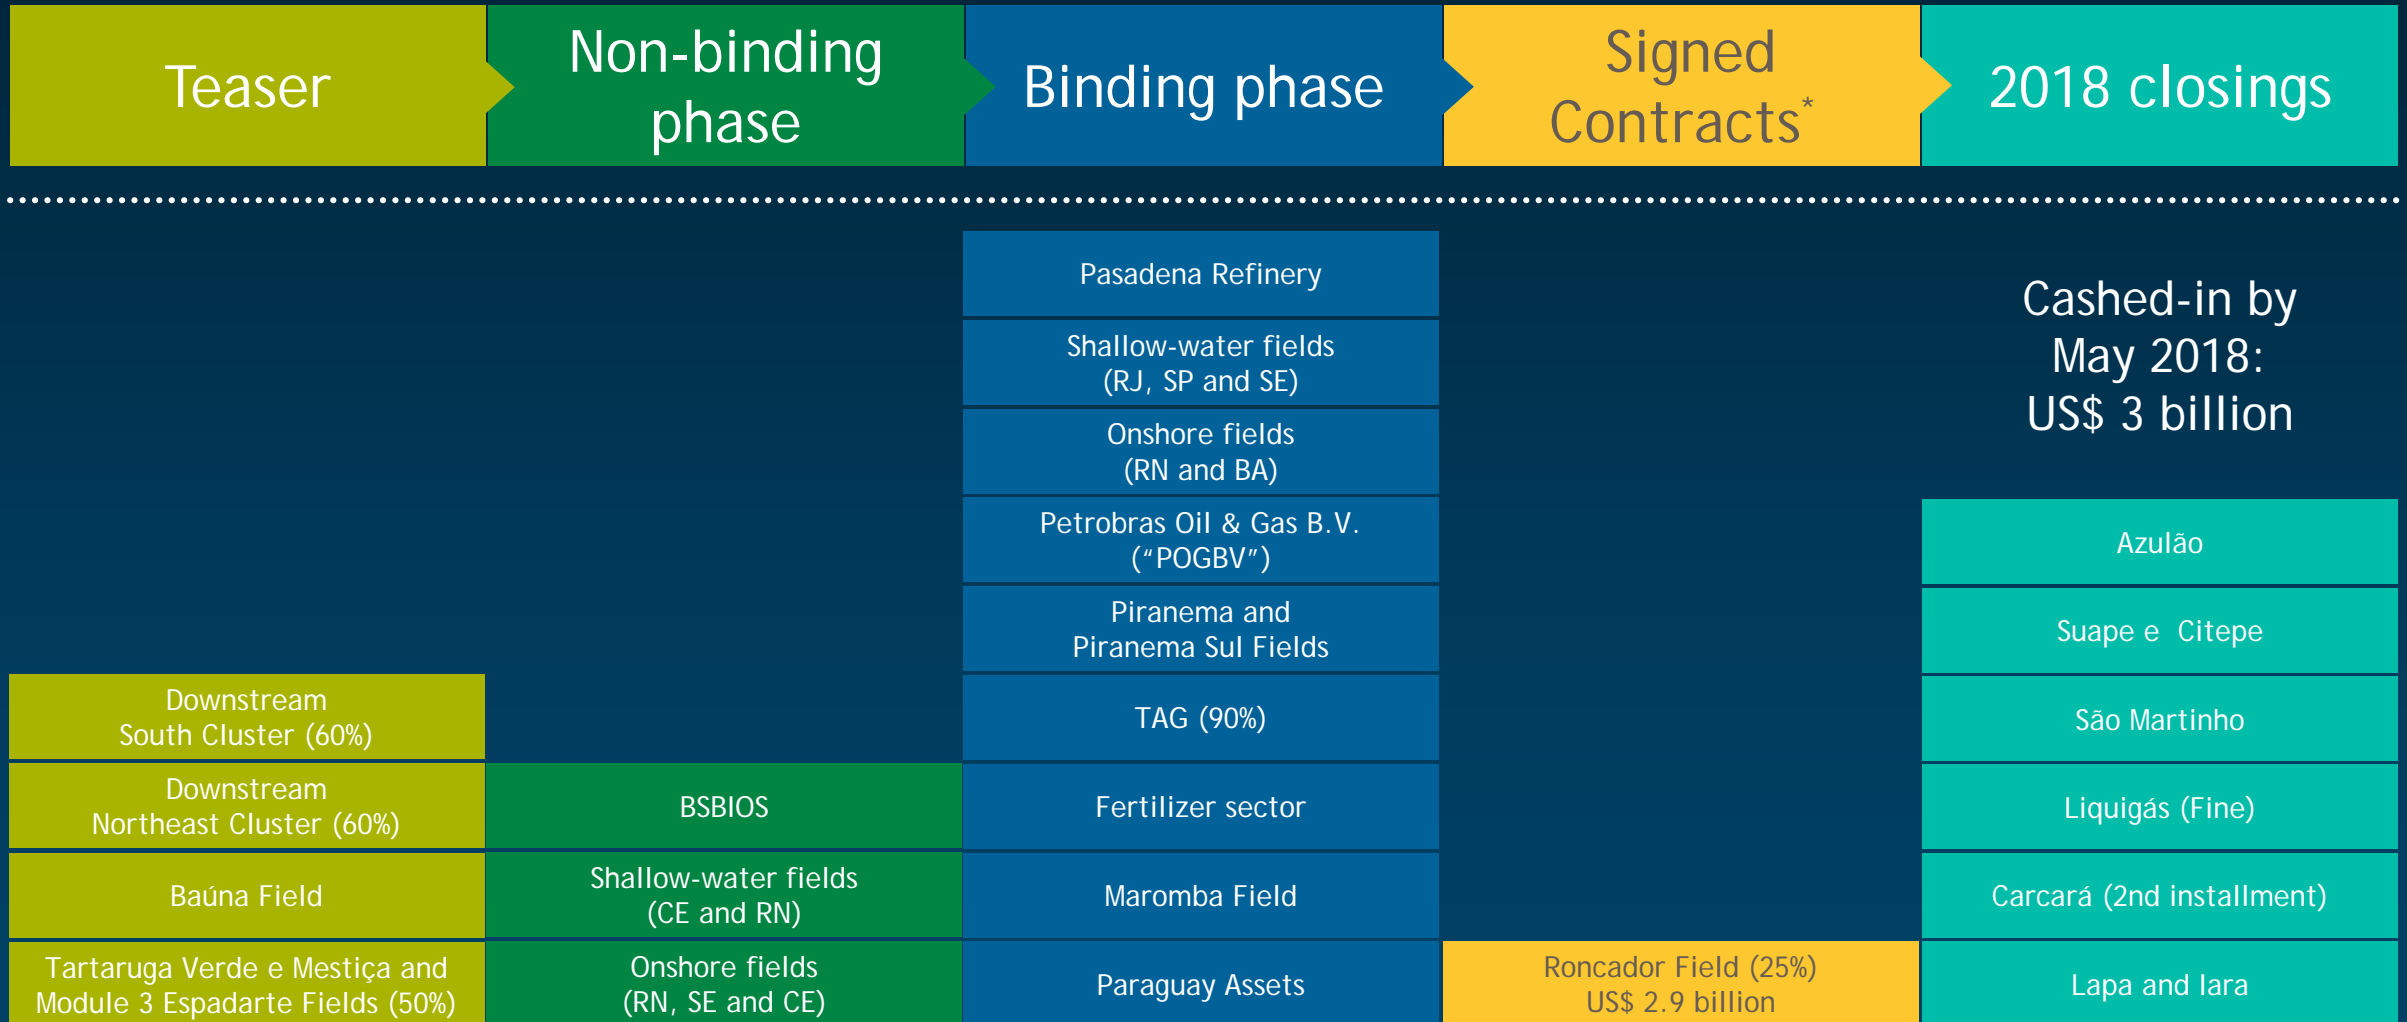 Teaser
Non-binding
phase
Binding phase
Signed
Contracts*
2018 closings
Downstream
South Cluster (60%)
Downstream
Northeast Cluster (60%)
Baúna Field
Tartaruga Verde e Mestiça and
Module 3 Espadarte Fields (50%)
BSBIOS
Shallow-water fields
(CE and RN)
Onshore fields
(RN, SE and CE)
Pasadena Refinery
Shallow-water fields
(RJ, SP and SE)
Onshore fields
(RN and BA)
Petrobras Oil & Gas B.V.
(“POGBV”)
Piranema and
Piranema Sul Fields
TAG (90%)
Fertilizer sector
Maromba Field
Paraguay Assets
Roncador Field (25%)
US$ 2.9 billion
Cashed-in by
May 2018:
US$ 3 billion
Azulão
Suape e Citepe
São Martinho
Liquigás (Fine)
Carcará (2nd installment)
Lapa and Iara